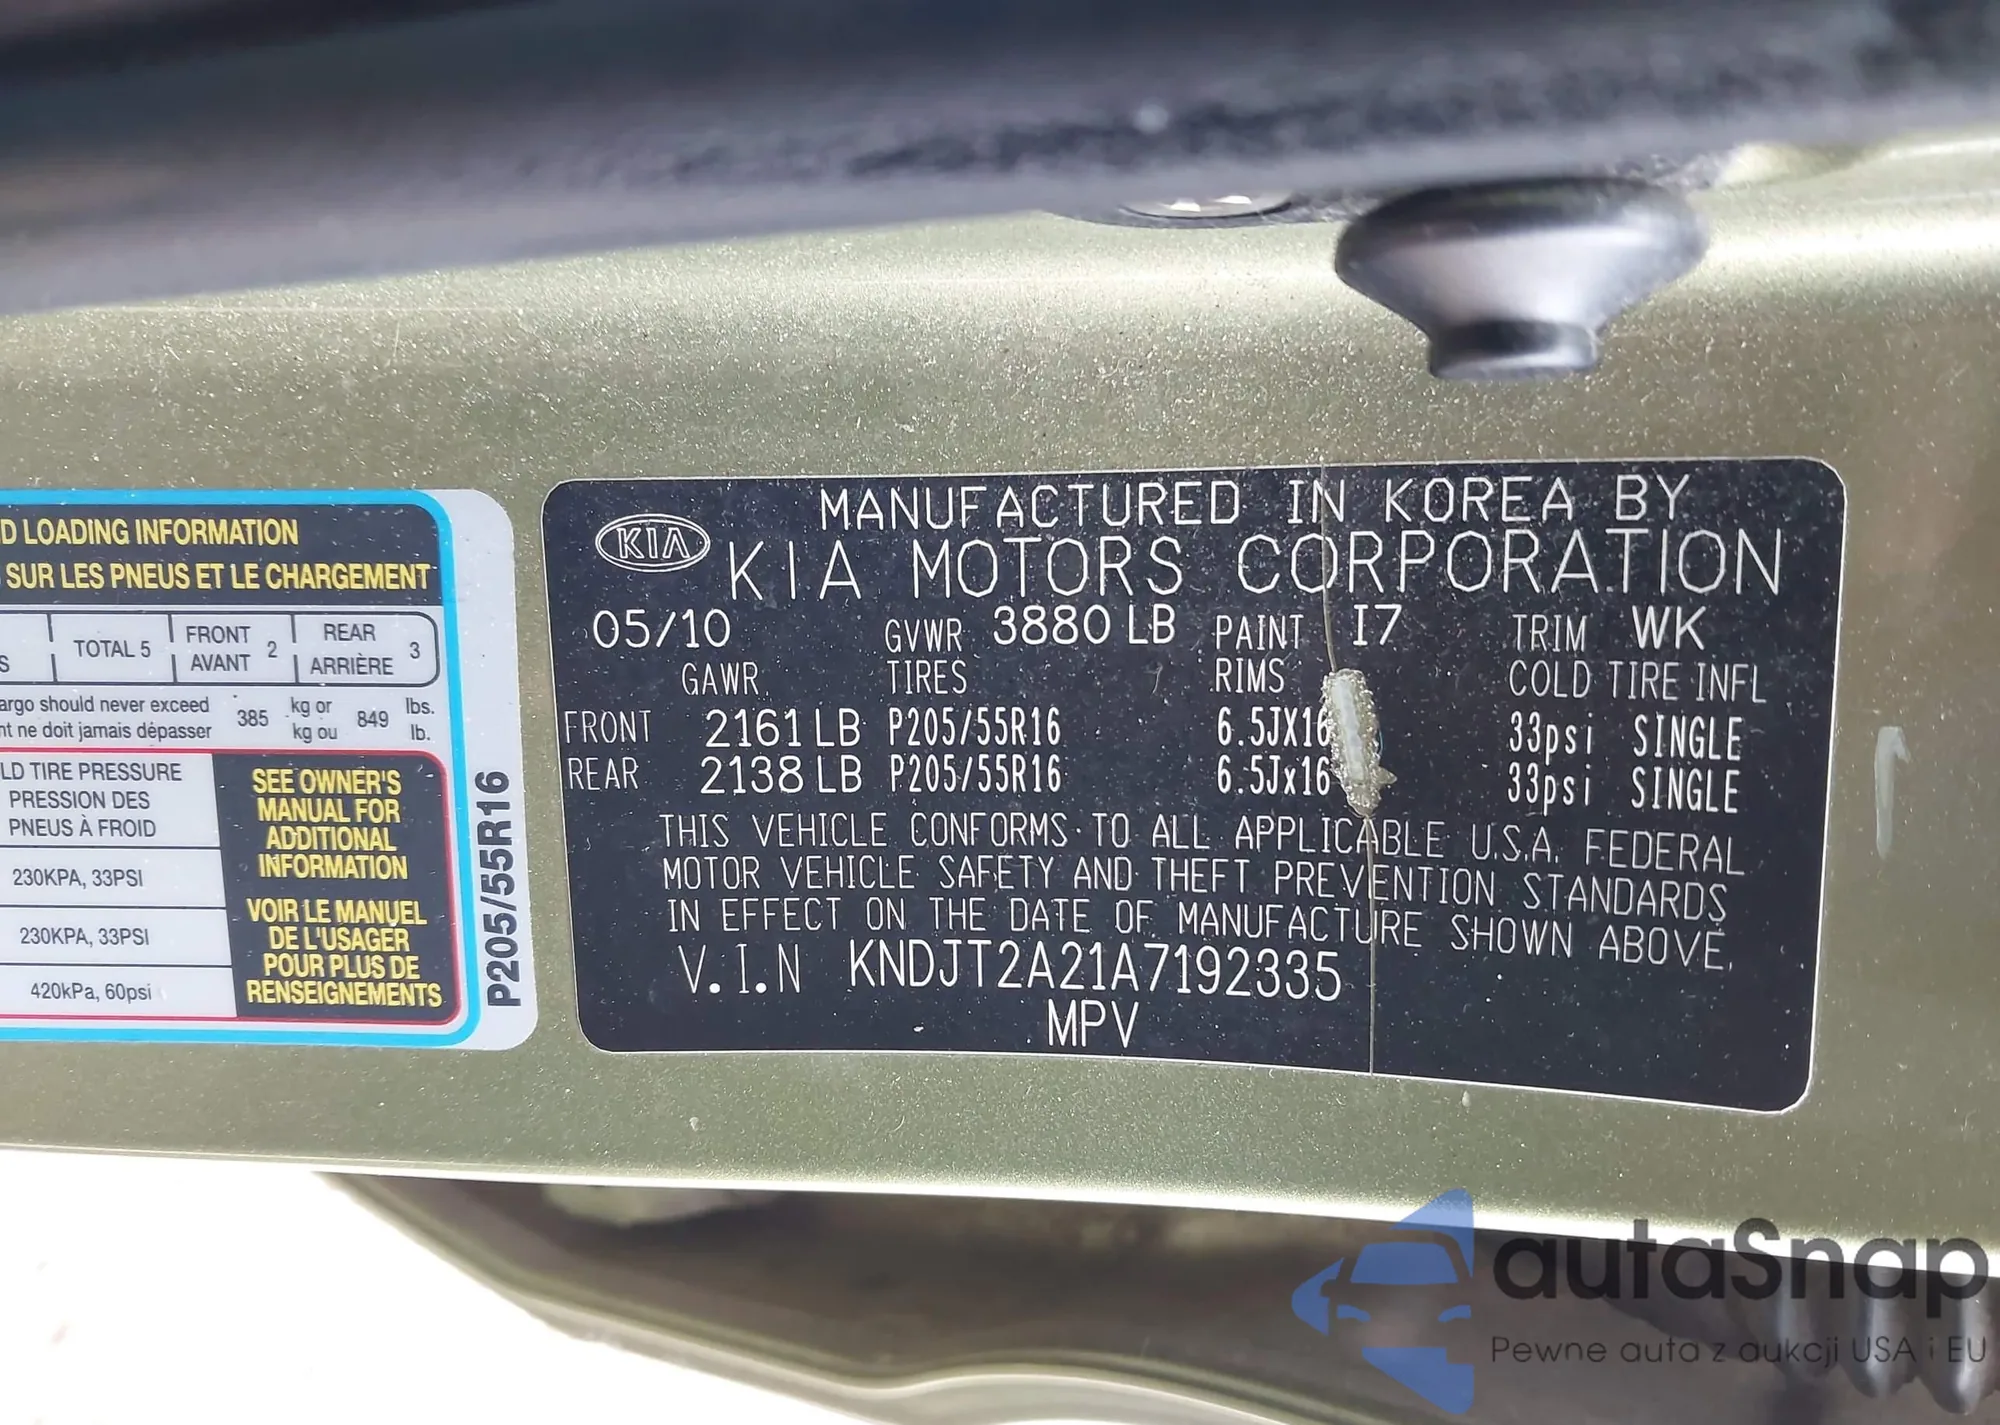 D LOADING INFORMATION
SUR LES PNEUS ET LE CHARGEMENT
S TOTAL 5 FRONT AVANT 2 REAR ARRIÈRE 3
argo should never exceed 385 kg or 849 lbs.
nt ne doit jamais dépasser kg ou lb.
LD TIRE PRESSURE
PRESSION DES
PNEUS À FROID
230KPA, 33PSI
230KPA, 33PSI
420kPa, 60psi
SEE OWNER'S
MANUAL FOR
ADDITIONAL
INFORMATION
VOIR LE MANUEL
DE L'USAGER
POUR PLUS DE
RENSEIGNEMENTS
P205/55R16
KIA
MANUFACTURED IN KOREA BY
KIA MOTORS CORPORATION
05/10 GVWR 3880 LB PAINT I7 TRIM WK
GAWR TIRES RIMS COLD TIRE INFL
FRONT 2161 LB P205/55R16 6.5JX16 33psi SINGLE
REAR 2138 LB P205/55R16 6.5Jx16 33psi SINGLE
THIS VEHICLE CONFORMS TO ALL APPLICABLE U.S.A. FEDERAL
MOTOR VEHICLE SAFETY AND THEFT PREVENTION STANDARDS
IN EFFECT ON THE DATE OF MANUFACTURE SHOWN ABOVE.
V.I.N KNDJT2A21A7192335
MPV
autaSnap
Pewne auta z aukcji USA i EU